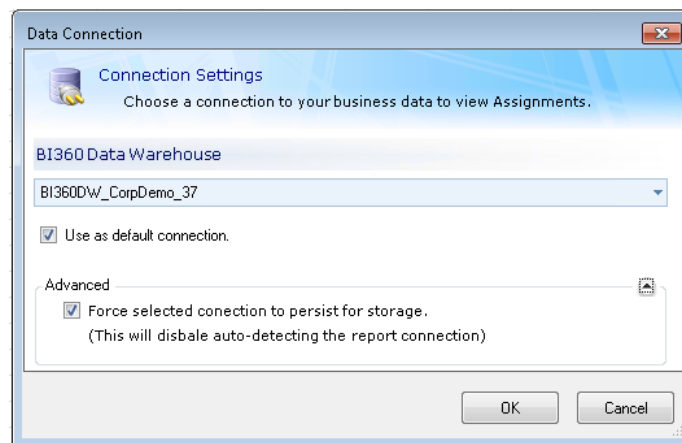 Data Connection
Connection Settings
Choose a connection to your business data to view Assignments.
BI360 Data Warehouse
BI360DW_CorpDemo_37
Use as default connection.
Advanced
Force selected conection to persist for storage.
(This will disbale auto-detecting the report connection)
OK Cancel